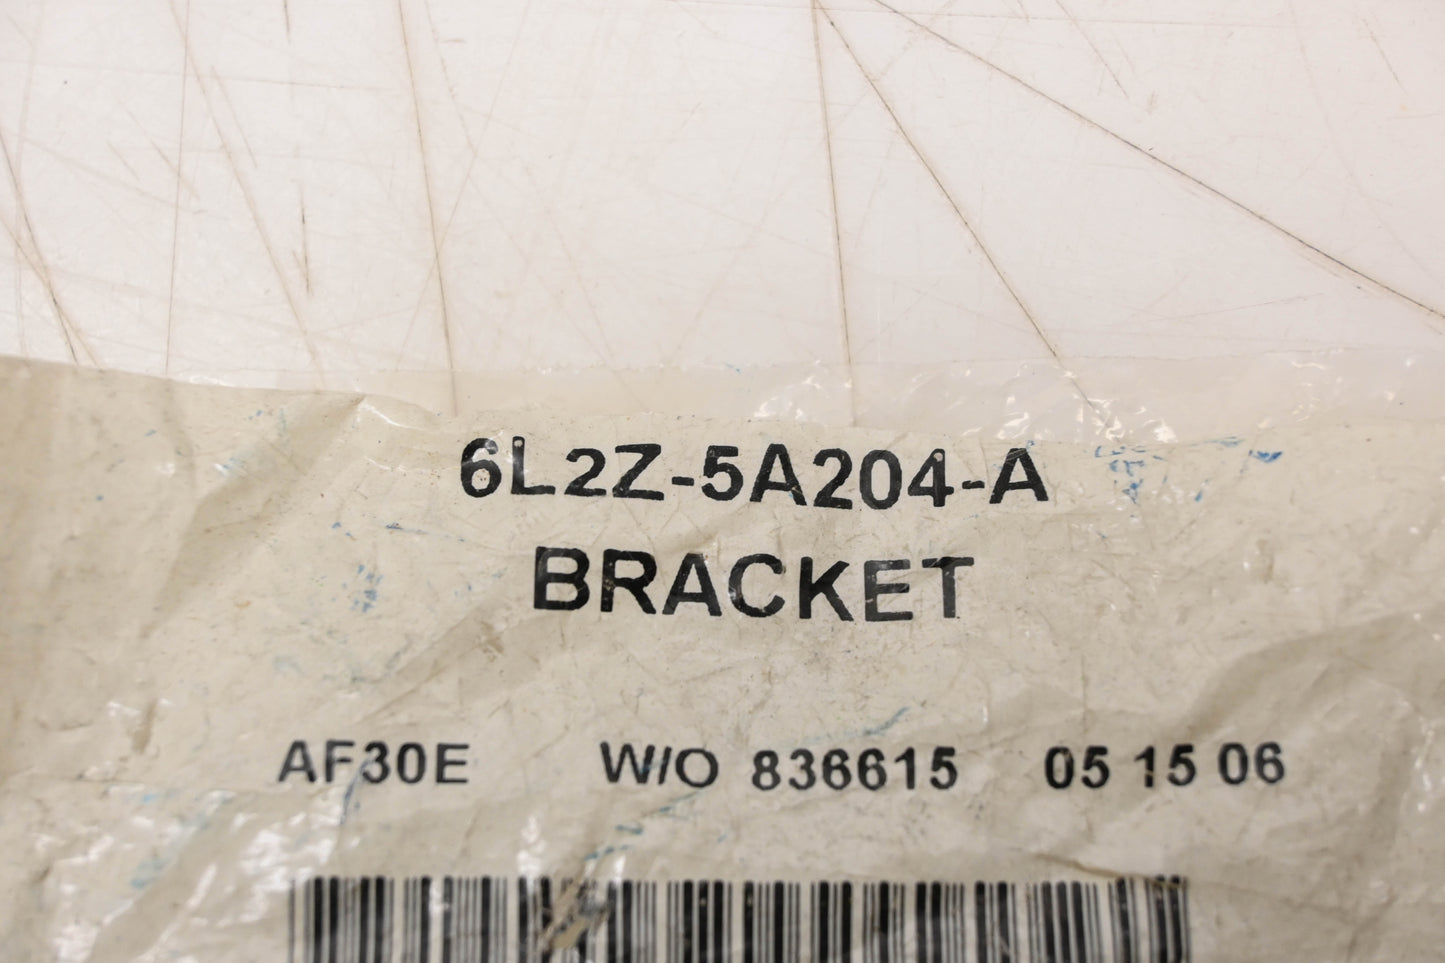 6L2Z-5A204-A
BRACKET
AF30E W/O 836615 05 15 06